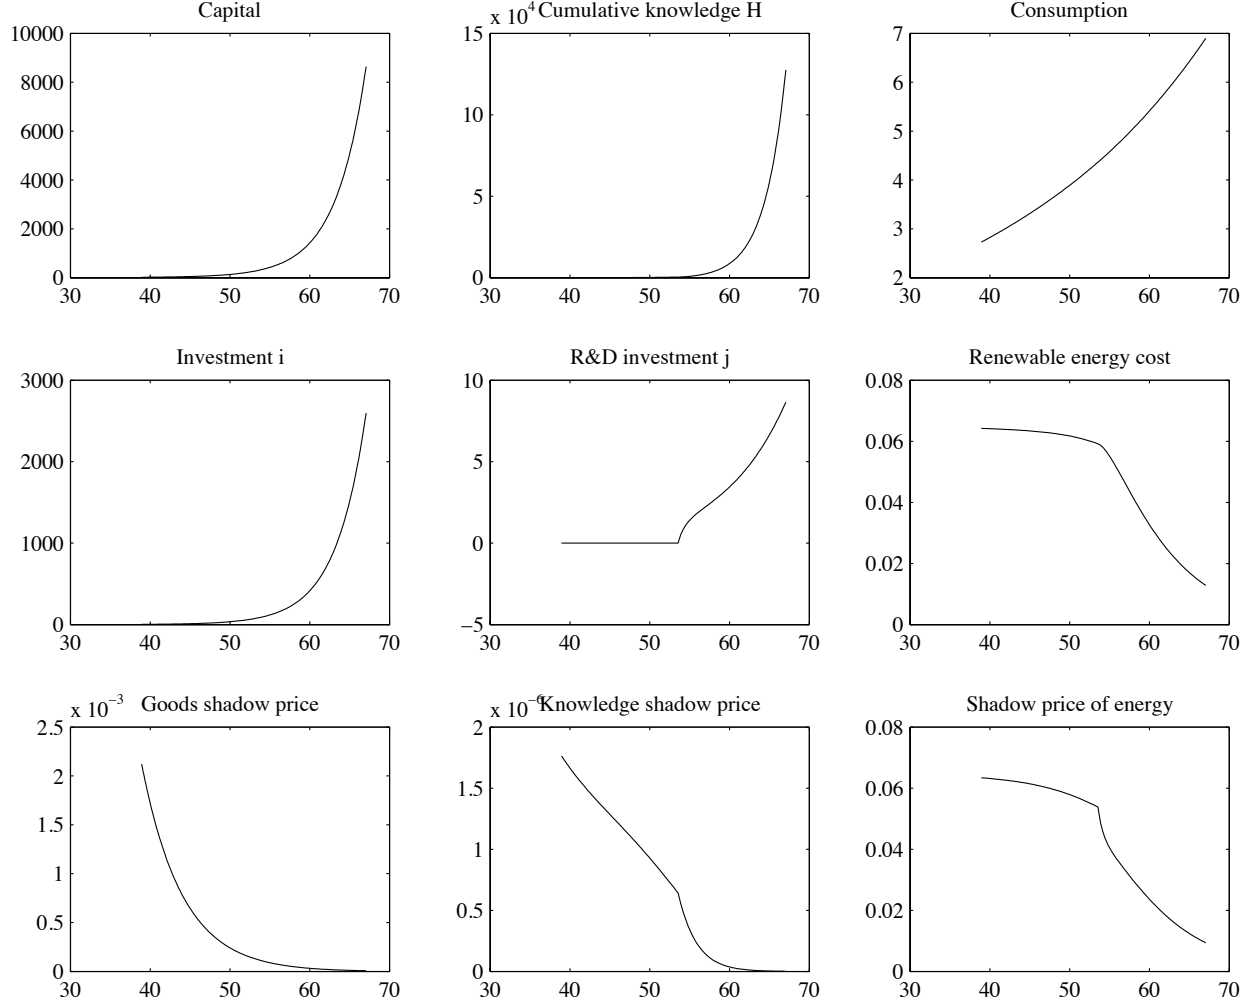 Capital
10000
8000
6000
4000
2000
0
30 40 50 60 70
x 10^4 Cumulative knowledge H
15
10
5
0
30 40 50 60 70
Consumption
7
6
5
4
3
2
30 40 50 60 70
Investment i
3000
2000
1000
0
30 40 50 60 70
R&D investment j
10
5
0
−5
30 40 50 60 70
Renewable energy cost
0.08
0.06
0.04
0.02
0
30 40 50 60 70
x 10^−3 Goods shadow price
2.5
2
1.5
1
0.5
0
30 40 50 60 70
x 10^−6 Knowledge shadow price
2
1.5
1
0.5
0
30 40 50 60 70
Shadow price of energy
0.08
0.06
0.04
0.02
0
30 40 50 60 70